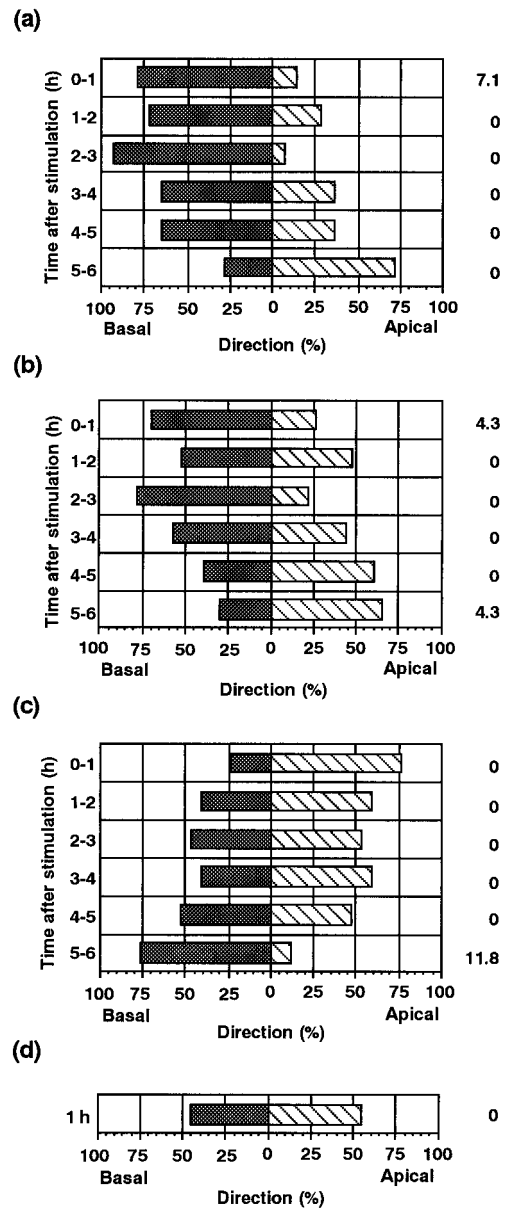 (a)
Time after stimulation (h)
0-1 7.1
1-2 0
2-3 0
3-4 0
4-5 0
5-6 0
100 75 50 25 0 25 50 75 100
Basal Apical
Direction (%)
(b)
Time after stimulation (h)
0-1 4.3
1-2 0
2-3 0
3-4 0
4-5 0
5-6 4.3
100 75 50 25 0 25 50 75 100
Basal Apical
Direction (%)
(c)
Time after stimulation (h)
0-1 0
1-2 0
2-3 0
3-4 0
4-5 0
5-6 11.8
100 75 50 25 0 25 50 75 100
Basal Apical
Direction (%)
(d)
1 h 0
100 75 50 25 0 25 50 75 100
Basal Apical
Direction (%)